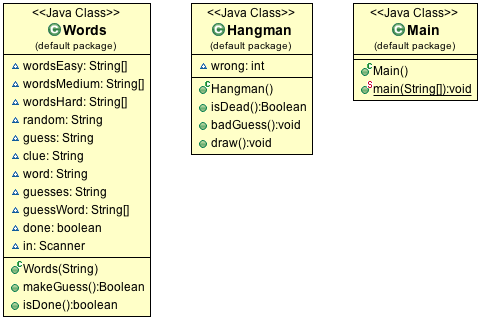 <<Java Class>>
Words
(default package)
wordsEasy: String[]
wordsMedium: String[]
wordsHard: String[]
random: String
guess: String
clue: String
word: String
guesses: String
guessWord: String[]
done: boolean
in: Scanner
Words(String)
makeGuess():Boolean
isDone():boolean
<<Java Class>>
Hangman
(default package)
wrong: int
Hangman()
isDead():Boolean
badGuess():void
draw():void
<<Java Class>>
Main
(default package)
Main()
main(String[]):void